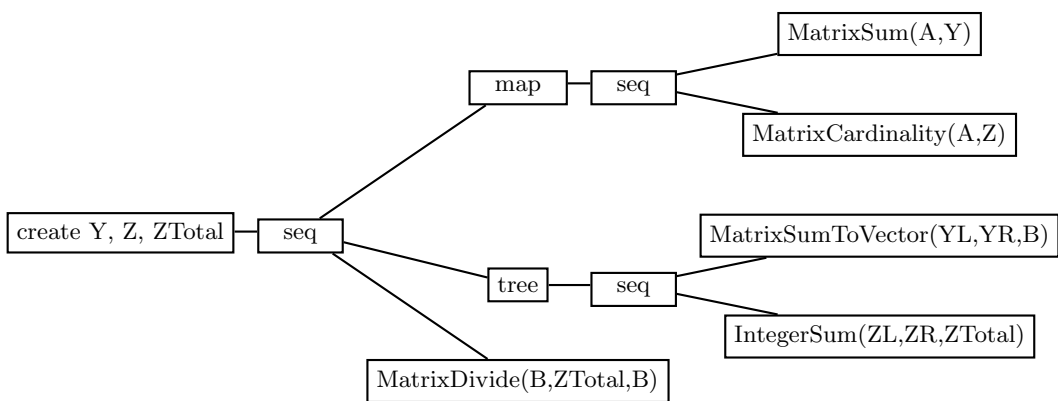 MatrixSum(A,Y)
map
seq
MatrixCardinality(A,Z)
create Y, Z, ZTotal
seq
MatrixSumToVector(YL,YR,B)
tree
seq
IntegerSum(ZL,ZR,ZTotal)
MatrixDivide(B,ZTotal,B)